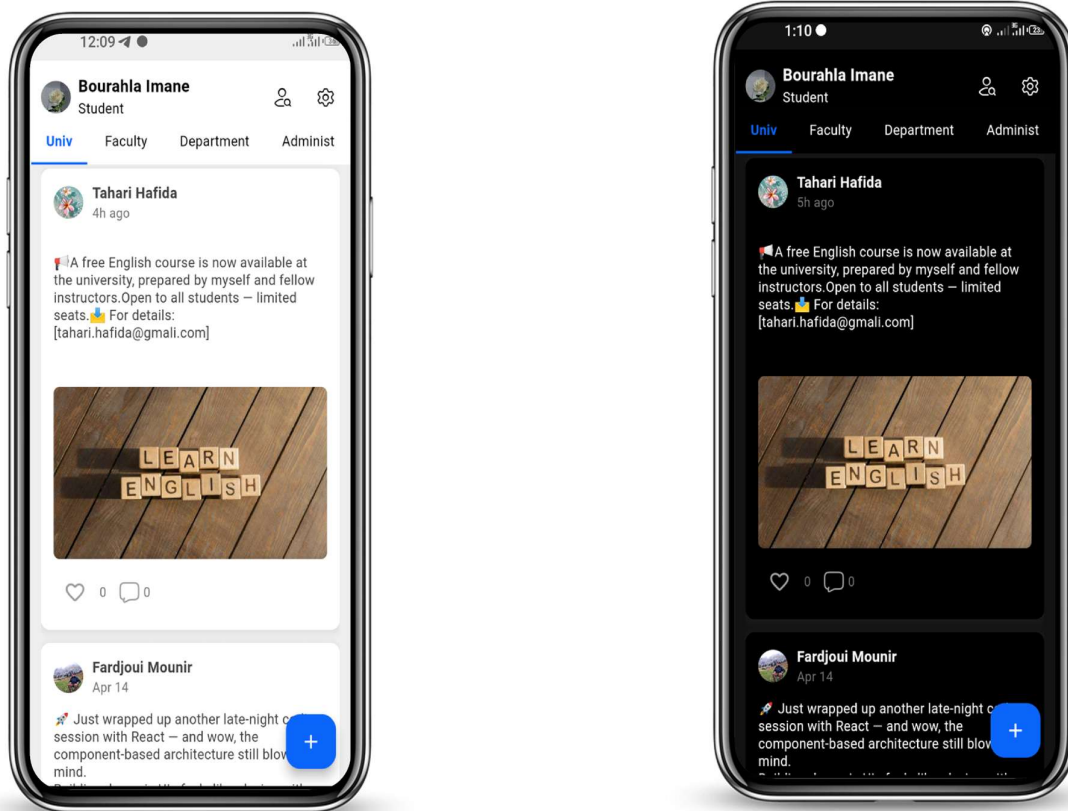 12:09
Bourahla Imane
Student
Univ Faculty Department Administ
Tahari Hafida
4h ago
📢A free English course is now available at
the university, prepared by myself and fellow
instructors.Open to all students — limited
seats.📩 For details:
[tahari.hafida@gmali.com]
LEARN
ENGLISH
0 0
Fardjoui Mounir
Apr 14
🚀 Just wrapped up another late-night
session with React — and wow, the
component-based architecture still blow
mind.
+
1:10
Bourahla Imane
Student
Univ Faculty Department Administ
Tahari Hafida
5h ago
📢A free English course is now available at
the university, prepared by myself and fellow
instructors.Open to all students — limited
seats.📩 For details:
[tahari.hafida@gmali.com]
LEARN
ENGLISH
0 0
Fardjoui Mounir
Apr 14
🚀 Just wrapped up another late-night
session with React — and wow, the
component-based architecture still blow
mind.
+